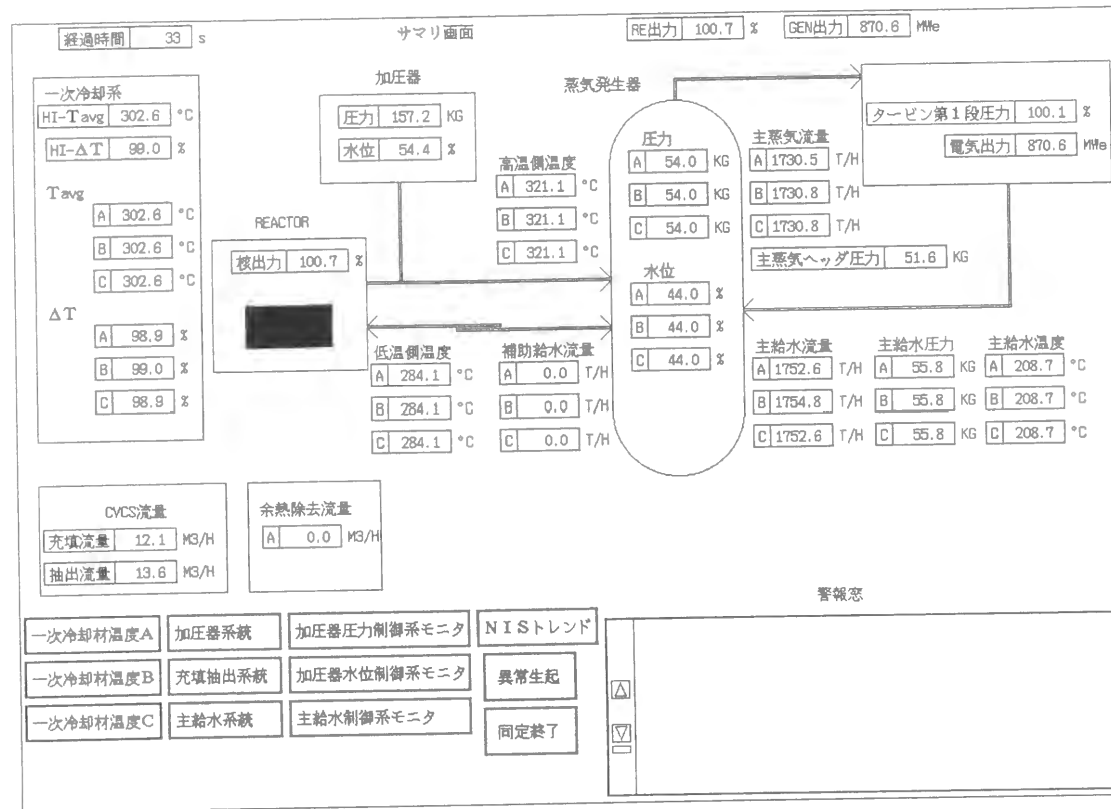 経過時間 33 s
サマリ画面
RE出力 100.7 % GEN出力 870.6 MWe
一次冷却系
HI-Tavg 302.6 °C
HI-ΔT 99.0 %
Tavg
A 302.6 °C
B 302.6 °C
C 302.6 °C
ΔT
A 98.9 %
B 99.0 %
C 98.9 %
加圧器
圧力 157.2 KG
水位 54.4 %
REACTOR
核出力 100.7 %
高温側温度
A 321.1 °C
B 321.1 °C
C 321.1 °C
低温側温度
A 284.1 °C
B 284.1 °C
C 284.1 °C
補助給水流量
A 0.0 T/H
B 0.0 T/H
C 0.0 T/H
蒸気発生器
圧力
A 54.0 KG
B 54.0 KG
C 54.0 KG
水位
A 44.0 %
B 44.0 %
C 44.0 %
主蒸気流量
A 1730.5 T/H
B 1730.8 T/H
C 1730.8 T/H
主蒸気ヘッダ圧力 51.6 KG
タービン第1段圧力 100.1 %
電気出力 870.6 MWe
主給水流量
A 1752.6 T/H
B 1754.8 T/H
C 1752.6 T/H
主給水圧力
A 55.8 KG
B 55.8 KG
C 55.8 KG
主給水温度
A 208.7 °C
B 208.7 °C
C 208.7 °C
CVCS流量
充填流量 12.1 M3/H
抽出流量 13.6 M3/H
余熱除去流量
A 0.0 M3/H
警報窓
一次冷却材温度A 加圧器系統 加圧器圧力制御系モニタ NISトレンド
一次冷却材温度B 充填抽出系統 加圧器水位制御系モニタ 異常生起
一次冷却材温度C 主給水系統 主給水制御系モニタ 同定終了